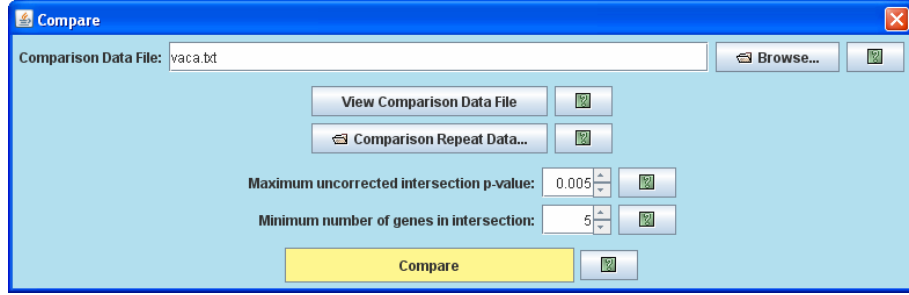 Compare
Comparison Data File: vaca.txt Browse...
View Comparison Data File
Comparison Repeat Data...
Maximum uncorrected intersection p-value: 0.005
Minimum number of genes in intersection: 5
Compare